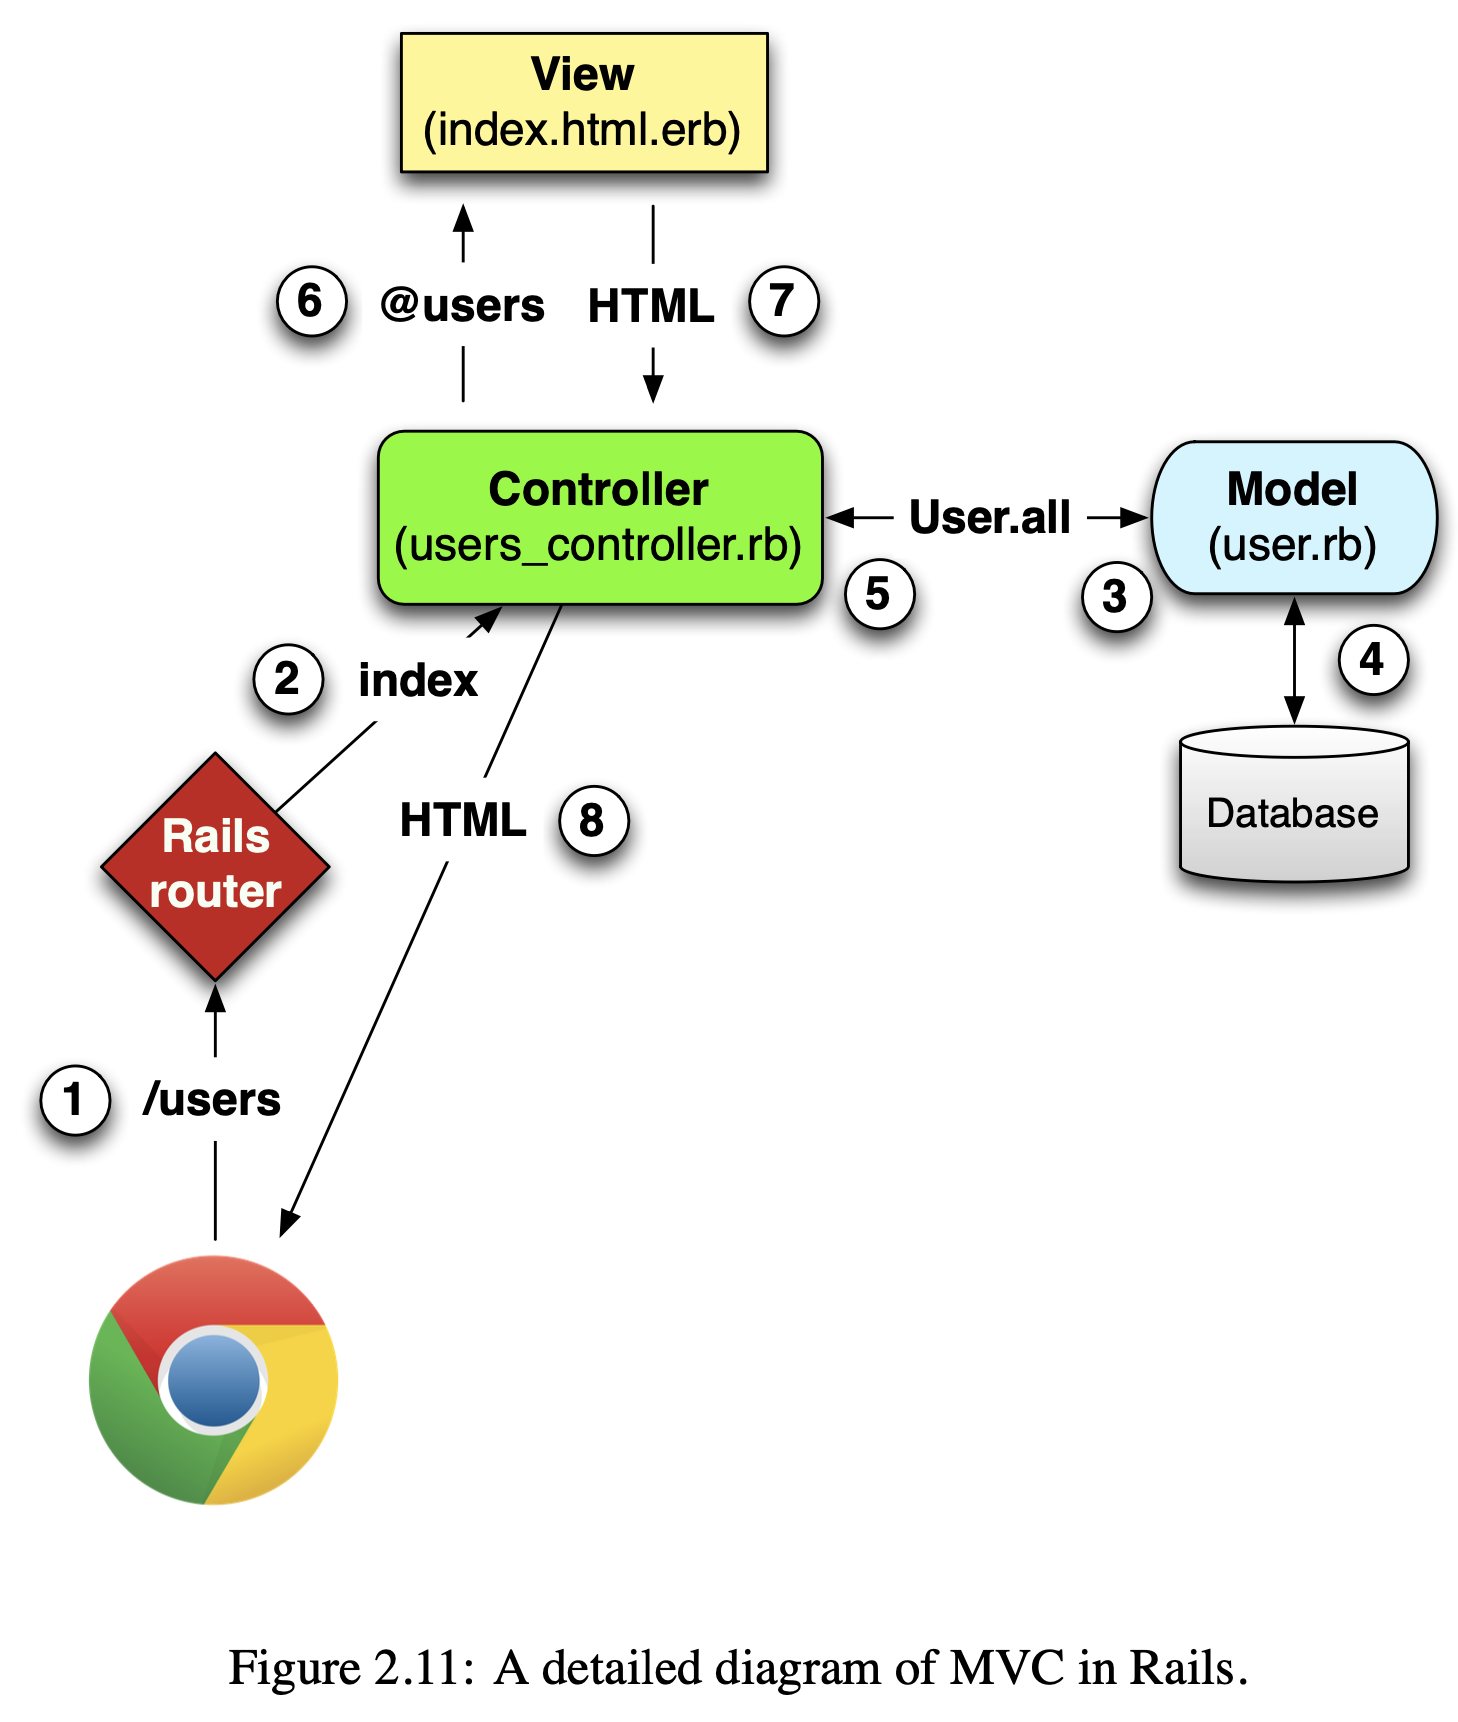 View
(index.html.erb)
6
@users
HTML
7
Controller
(users_controller.rb)
User.all
Model
(user.rb)
5
3
4
2
index
Database
Rails
router
HTML
8
1
/users
Figure 2.11: A detailed diagram of MVC in Rails.